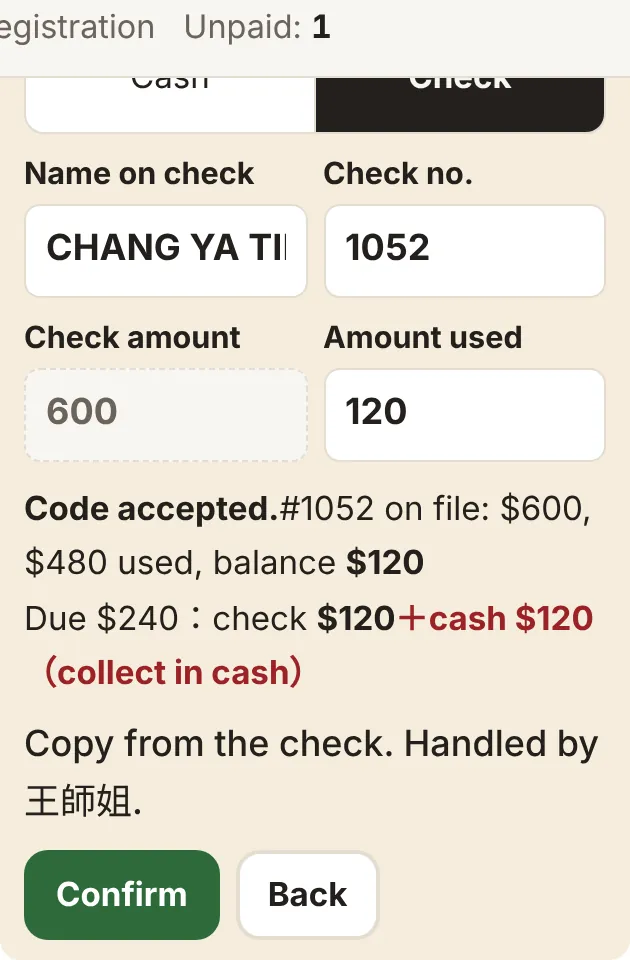 egistration Unpaid: 1
Cash Check
Name on check Check no.
CHANG YA 1052
Check amount Amount used
600 120
Code accepted.#1052 on file: $600,
$480 used, balance $120
Due $240：check $120＋cash $120
（collect in cash）
Copy from the check. Handled by
王師姐.
Confirm Back